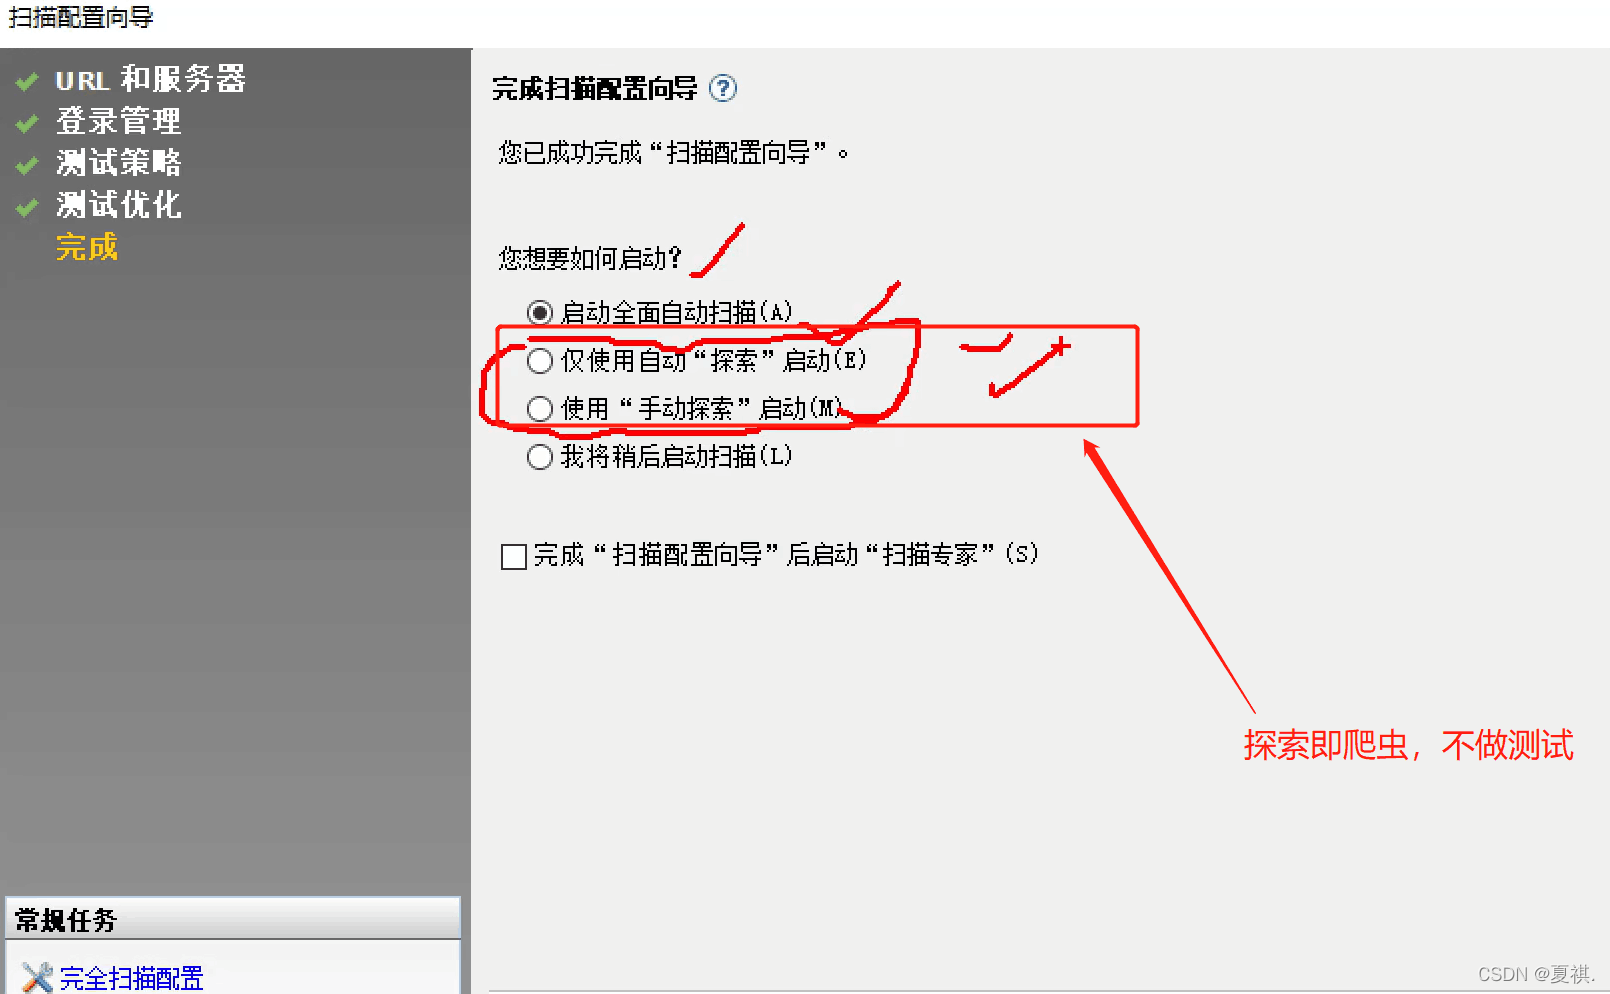 扫描配置向导
URL 和服务器
登录管理
测试策略
测试优化
完成
完成扫描配置向导 ?
您已成功完成“扫描配置向导”。
您想要如何启动?
启动全面自动扫描(A)
仅使用自动“探索”启动(E)
使用“手动探索”启动(M)
我将稍后启动扫描(L)
完成“扫描配置向导”后启动“扫描专家”(S)
探索即爬虫，不做测试
常规任务
完全扫描配置
CSDN @夏祺.